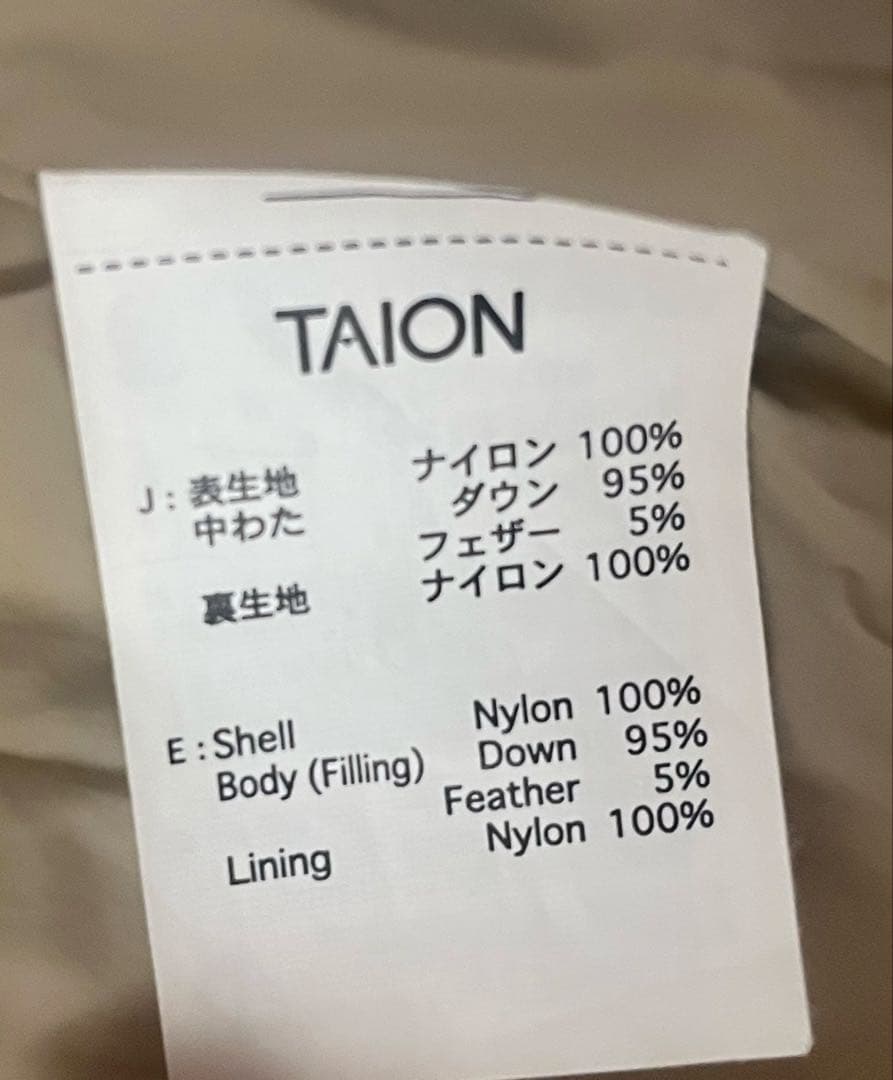 TAION
J : 表生地 ナイロン 100%
中わた ダウン 95%
フェザー 5%
裏生地 ナイロン 100%
E : Shell Nylon 100%
Body (Filling) Down 95%
Feather 5%
Lining Nylon 100%